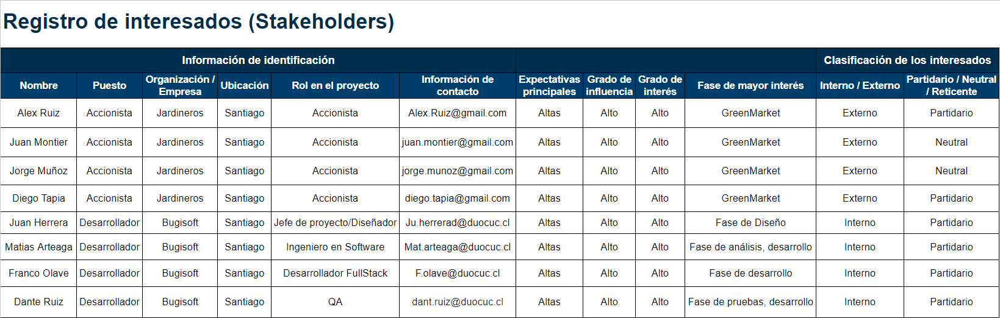 Registro de interesados (Stakeholders)
Información de identificación Clasificación de los interesados
Nombre Puesto Organización / Empresa Ubicación Rol en el proyecto Información de contacto Expectativas principales Grado de influencia Grado de interés Fase de mayor interés Interno / Externo Partidario / Neutral / Reticente
Alex Ruiz Accionista Jardineros Santiago Accionista Alex.Ruiz@gmail.com Altas Alto Alto GreenMarket Externo Partidario
Juan Montier Accionista Jardineros Santiago Accionista juan.montier@gmail.com Altas Alto Alto GreenMarket Externo Neutral
Jorge Muñoz Accionista Jardineros Santiago Accionista jorge.munoz@gmail.com Altas Alto Alto GreenMarket Externo Neutral
Diego Tapia Accionista Jardineros Santiago Accionista diego.tapia@gmail.com Altas Alto Alto GreenMarket Externo Partidario
Juan Herrera Desarrollador Bugisoft Santiago Jefe de proyecto/Diseñador Ju.herrerad@duocuc.cl Altas Alto Alto Fase de Diseño Interno Partidario
Matias Arteaga Desarrollador Bugisoft Santiago Ingeniero en Software Mat.arteaga@duocuc.cl Altas Alto Alto Fase de análisis, desarrollo Interno Partidario
Franco Olave Desarrollador Bugisoft Santiago Desarrollador FullStack F.olave@duocuc.cl Altas Alto Alto Fase de desarrollo Interno Partidario
Dante Ruiz Desarrollador Bugisoft Santiago QA dant.ruiz@duocuc.cl Altas Alto Alto Fase de pruebas, desarrollo Interno Partidario